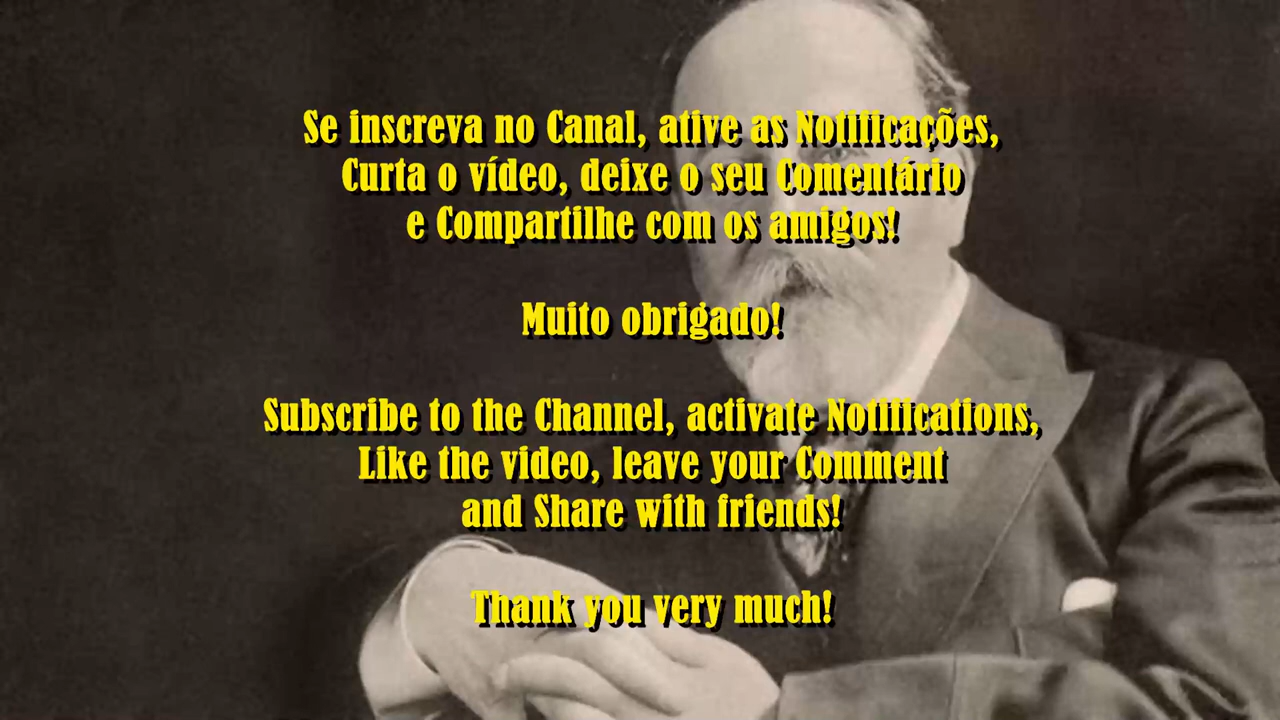 Se inscreva no Canal, ative as Notificações,
Curta o vídeo, deixe o seu Comentário
e Compartilhe com os amigos!
Muito obrigado!
Subscribe to the Channel, activate Notifications,
Like the video, leave your Comment
and Share with friends!
Thank you very much!